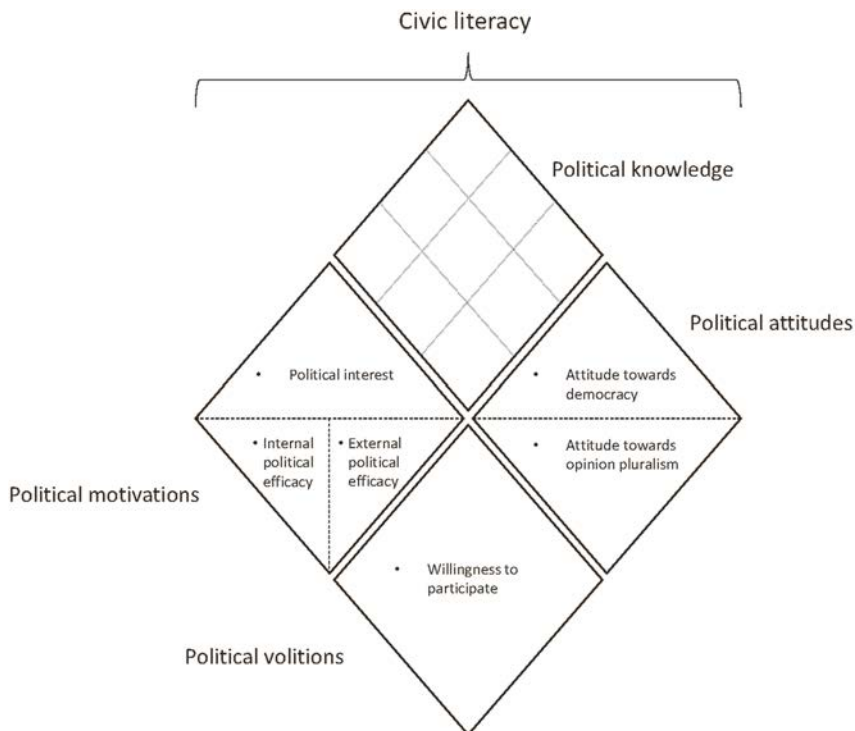 Civic literacy
Political knowledge
Political attitudes
• Political interest
• Attitude towards
democracy
• Internal
political
efficacy
• External
political
efficacy
• Attitude towards
opinion pluralism
Political motivations
• Willingness to
participate
Political volitions